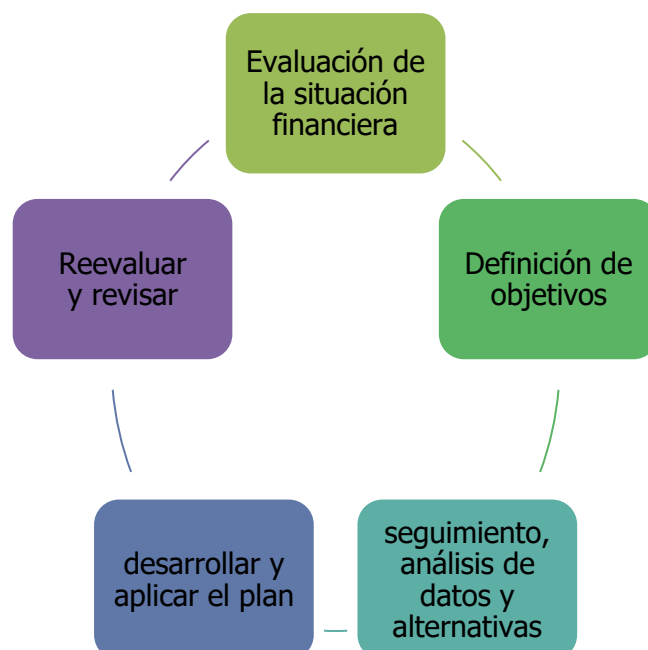 Evaluación de
la situación
financiera
Definición de
objetivos
seguimiento,
análisis de
datos y
alternativas
desarrollar y
aplicar el plan
Reevaluar
y revisar